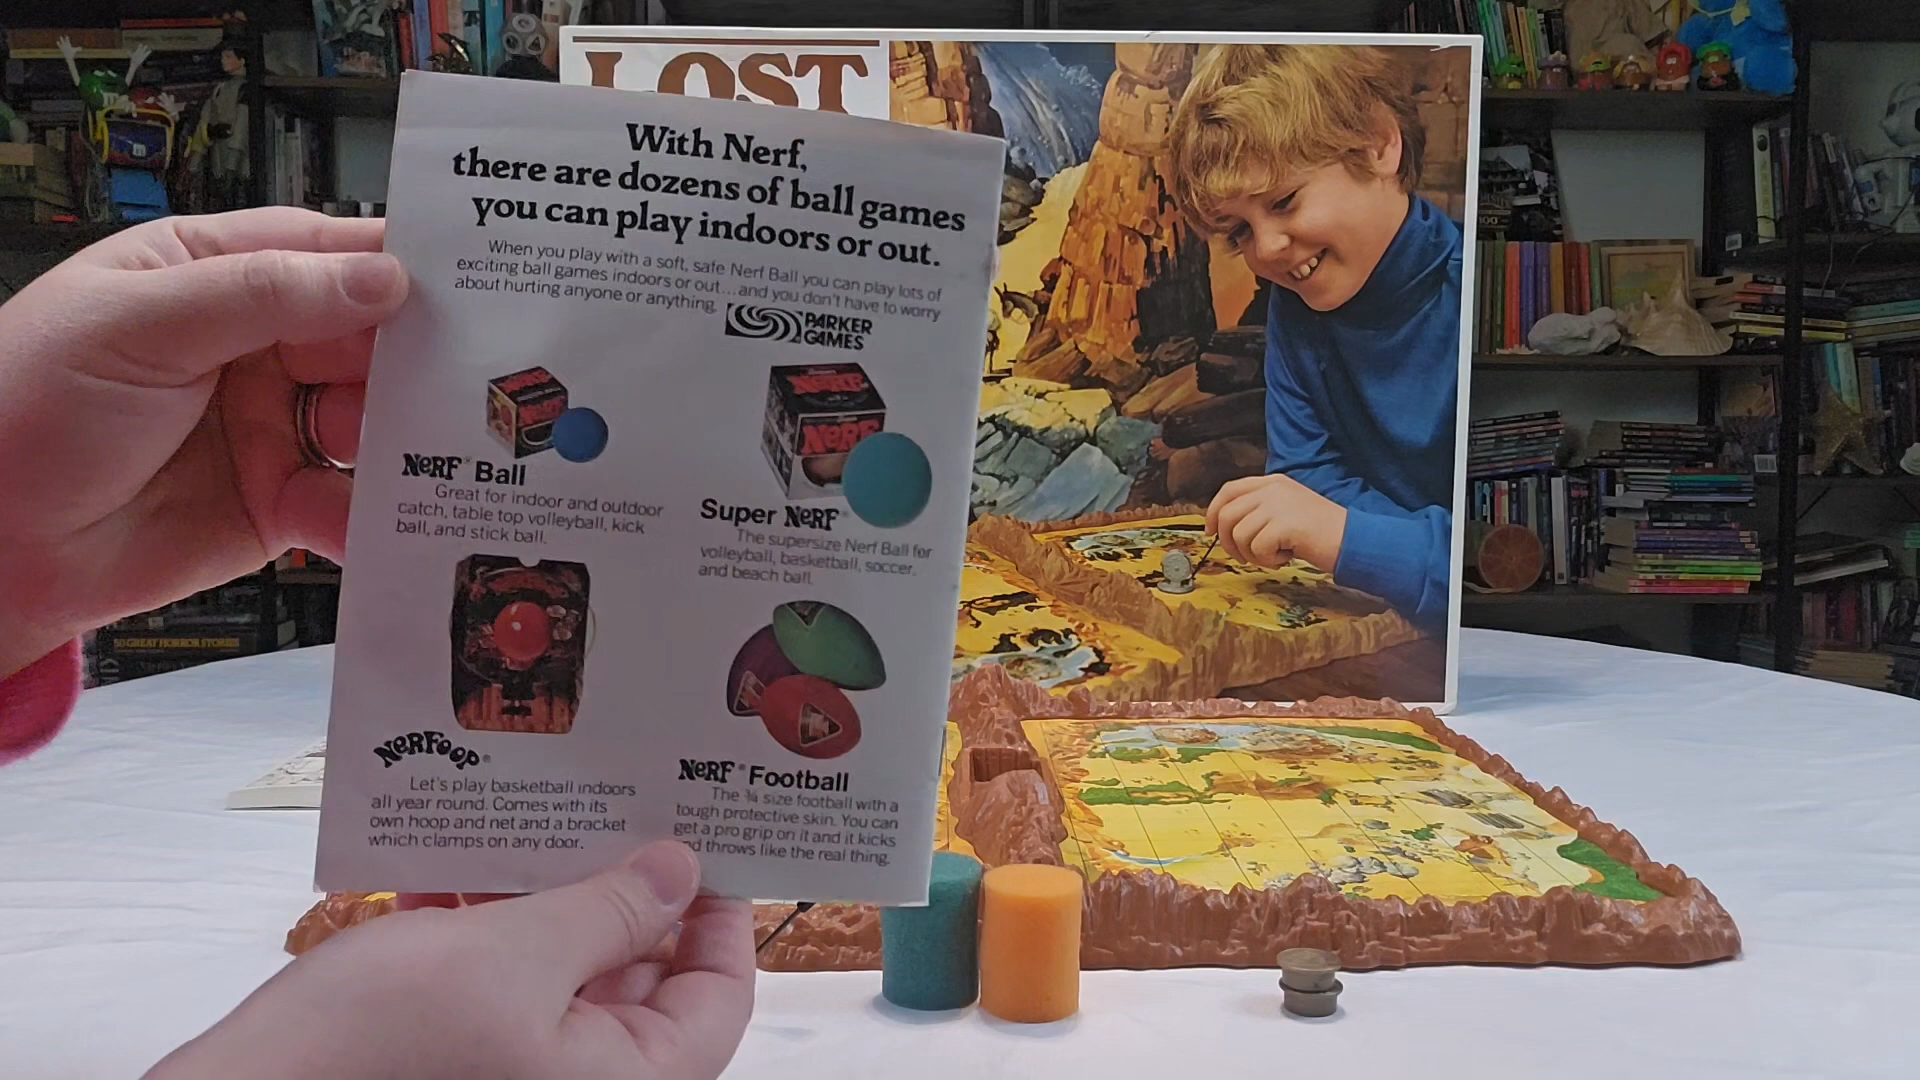 LOST
With Nerf,
there are dozens of ball games
you can play indoors or out.
When you play with a soft, safe Nerf Ball you can play lots of
exciting ball games indoors or out...and you don't have to worry
about hurting anyone or anything.
PARKER
GAMES
NERF
NERF
NERF® Ball
Great for indoor and outdoor
catch, table top volleyball, kick
ball, and stick ball.
Super NERF®
The supersize Nerf Ball for
volleyball, basketball, soccer,
and beach ball.
NERFOOP®
Let's play basketball indoors
all year round. Comes with its
own hoop and net and a bracket
which clamps on any door.
NERF® Football
The ¾ size football with a
tough protective skin. You can
get a pro grip on it and it kicks
nd throws like the real thing.
50 GREAT HORROR STORIES